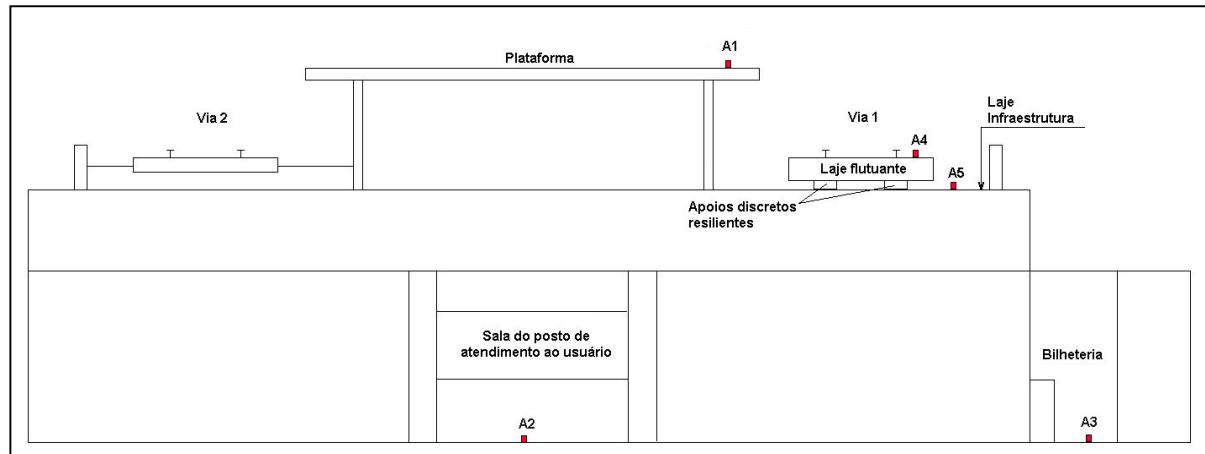 A1
Plataforma
Via 2
Via 1
Laje
Infraestrutura
A4
Laje flutuante
A5
Apoios discretos
resilientes
Sala do posto de
atendimento ao usuário
Bilheteria
A2
A3